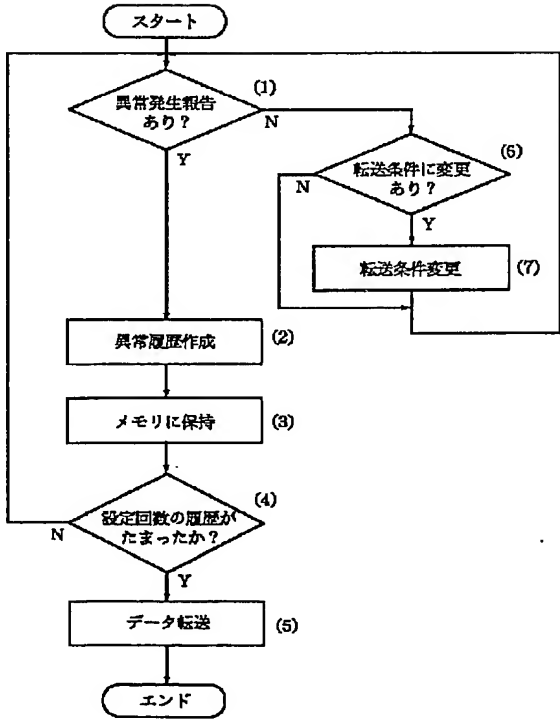 スタート
異常発生報告
あり?
(1)
N
Y
転送条件に変更
あり?
(6)
N
Y
転送条件変更
(7)
異常履歴作成
(2)
メモリに保持
(3)
設定回数の履歴が
たまったか?
(4)
N
Y
データ転送
(5)
エンド